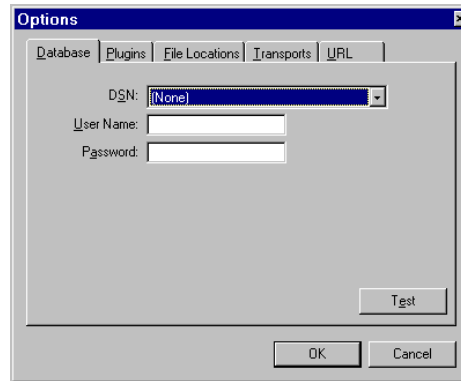 Options
Database Plugins File Locations Transports URL
DSN: (None)
User Name:
Password:
Test
OK Cancel